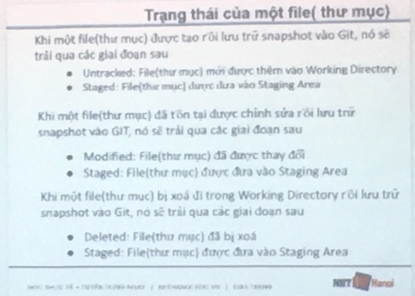 Trạng thái của một file( thư mục)
Khi một file(thư mục) được tạo rồi lưu trữ snapshot vào Git, nó sẽ
trải qua các giai đoạn sau
Untracked: File(thư mục) mới được thêm vào Working Directory
Staged: File(thư mục) được đưa vào Staging Area
Khi một file(thư mục) đã tồn tại được chỉnh sửa rồi lưu trữ
snapshot vào GIT, nó sẽ trải qua các giai đoạn sau
Modified: File(thư mục) đã được thay đổi
Staged: File(thư mục) được đưa vào Staging Area
Khi một file(thư mục) bị xoá đi trong Working Directory rồi lưu trữ
snapshot vào Git, nó sẽ trải qua các giai đoạn sau
Deleted: File(thư mục) đã bị xoá
Staged: File(thư mục) được đưa vào Staging Area
Hanoi